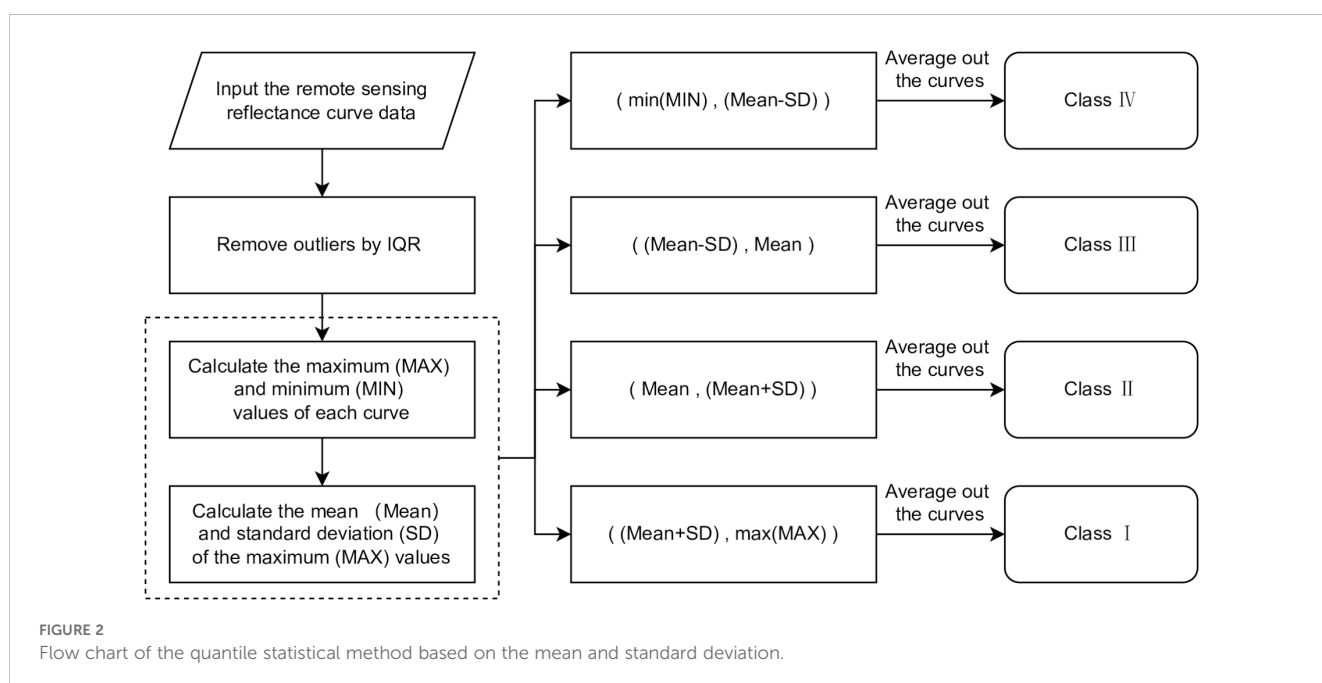 Input the remote sensing
reflectance curve data
Remove outliers by IQR
Calculate the maximum (MAX)
and minimum (MIN)
values of each curve
Calculate the mean （Mean)
and standard deviation (SD)
of the maximum (MAX) values
( min(MIN) , (Mean-SD) )
Average out
the curves
Class Ⅳ
( (Mean-SD) , Mean )
Average out
the curves
Class Ⅲ
( Mean , (Mean+SD) )
Average out
the curves
Class Ⅱ
( (Mean+SD) , max(MAX) )
Average out
the curves
Class Ⅰ
FIGURE 2
Flow chart of the quantile statistical method based on the mean and standard deviation.